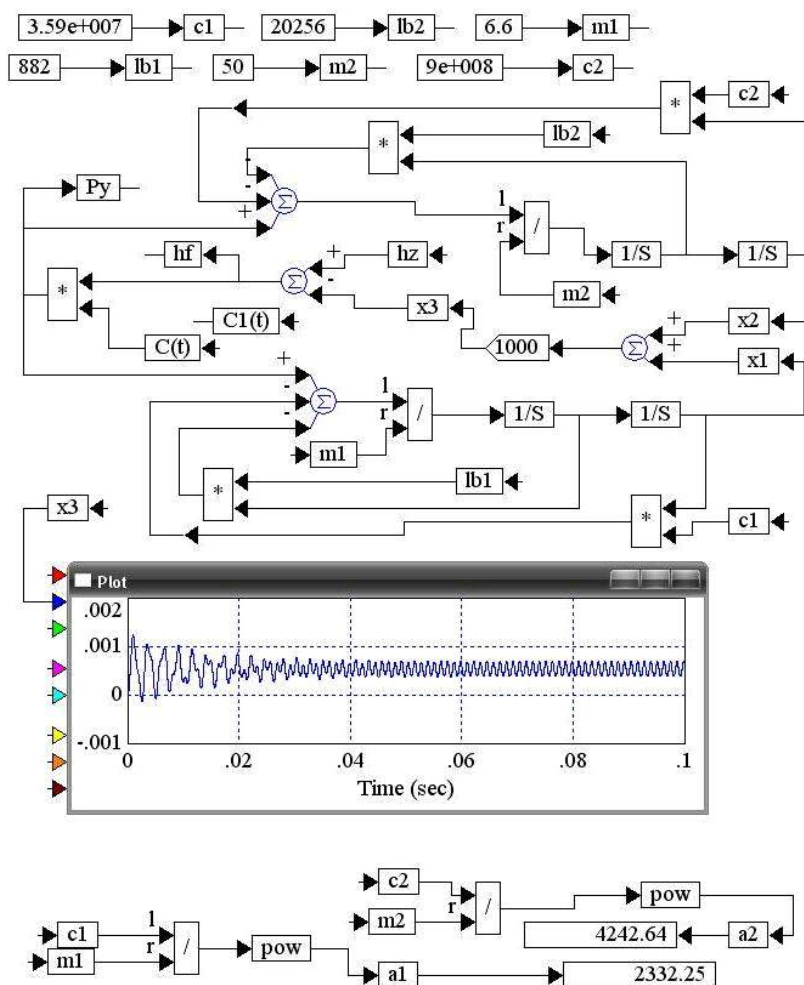 3.59e+007 c1 20256 lb2 6.6 m1
882 lb1 50 m2 9e+008 c2
* c2
* lb2
-
Py - Σ l
+ r / 1/S 1/S
hf + hz
* Σ -
x3 m2
C1(t) x2
C(t) 1000 Σ + +
x1
+
- Σ l
- r / 1/S 1/S
m1
* lb1
x3 * c1
Plot
.002
.001
0
-.001
0 .02 .04 .06 .08 .1
Time (sec)
c2 pow
m2 r / 4242.64 a2
c1 l
m1 r / pow
a1 2332.25